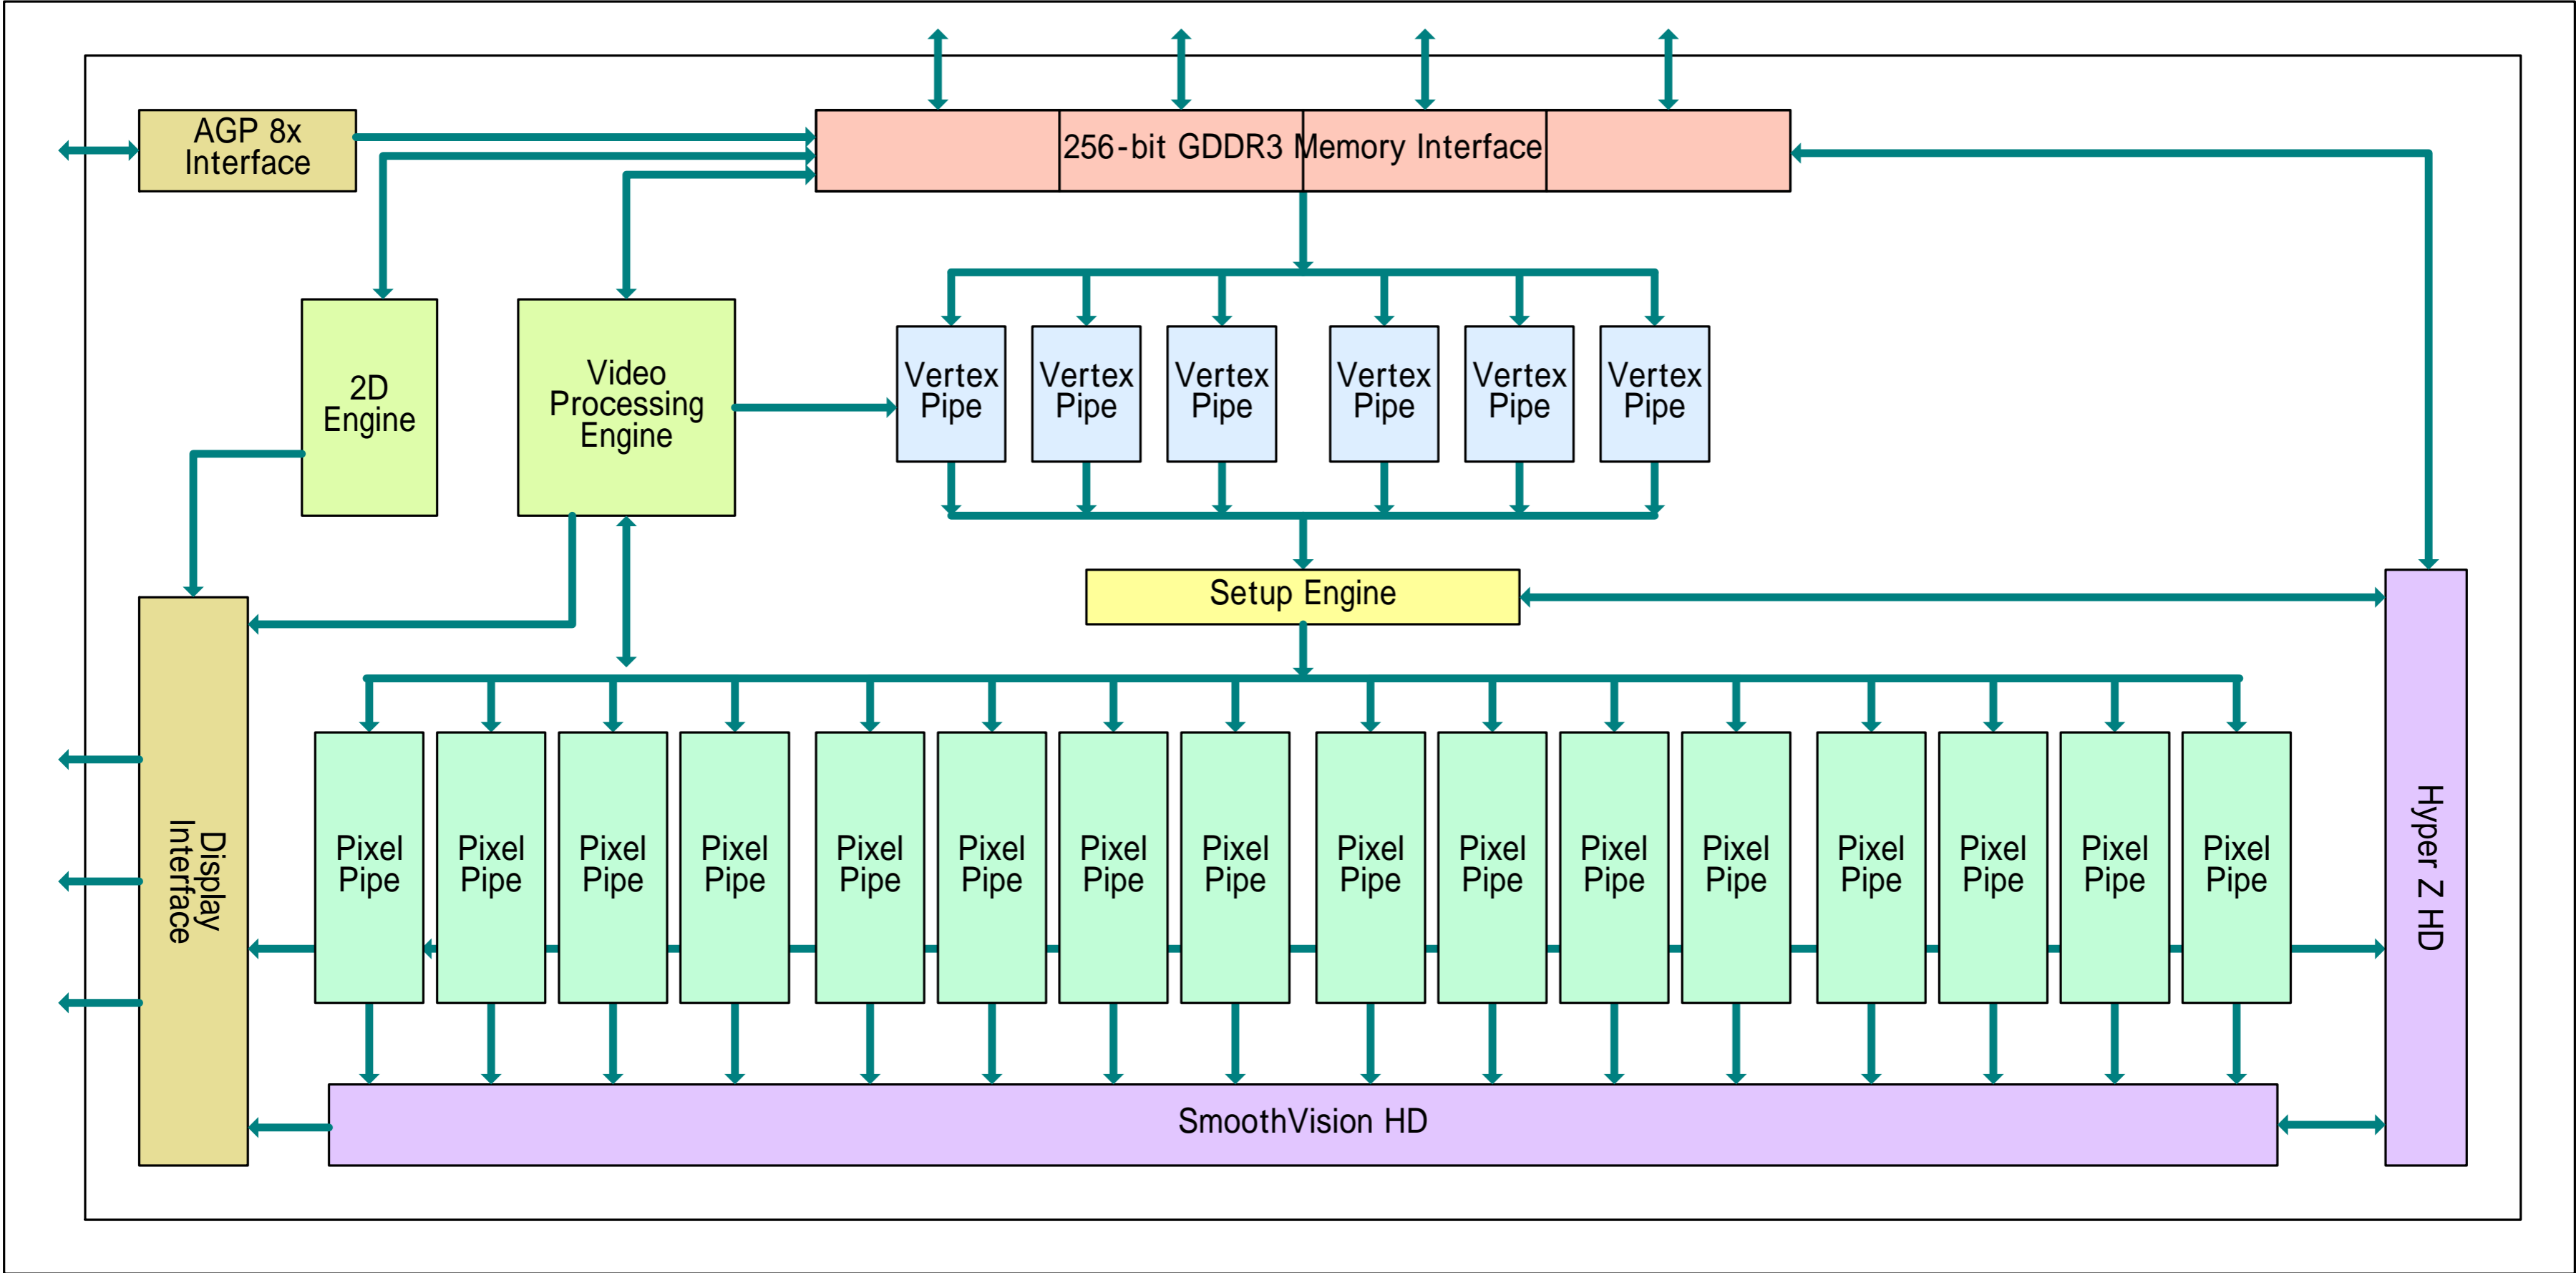 AGP 8x
Interface
256-bit GDDR3 Memory Interface
2D
Engine
Video
Processing
Engine
Vertex
Pipe
Vertex
Pipe
Vertex
Pipe
Vertex
Pipe
Vertex
Pipe
Vertex
Pipe
Setup Engine
Display
Interface
Pixel
Pipe
Pixel
Pipe
Pixel
Pipe
Pixel
Pipe
Pixel
Pipe
Pixel
Pipe
Pixel
Pipe
Pixel
Pipe
Pixel
Pipe
Pixel
Pipe
Pixel
Pipe
Pixel
Pipe
Pixel
Pipe
Pixel
Pipe
Pixel
Pipe
Pixel
Pipe
Hyper Z HD
SmoothVision HD